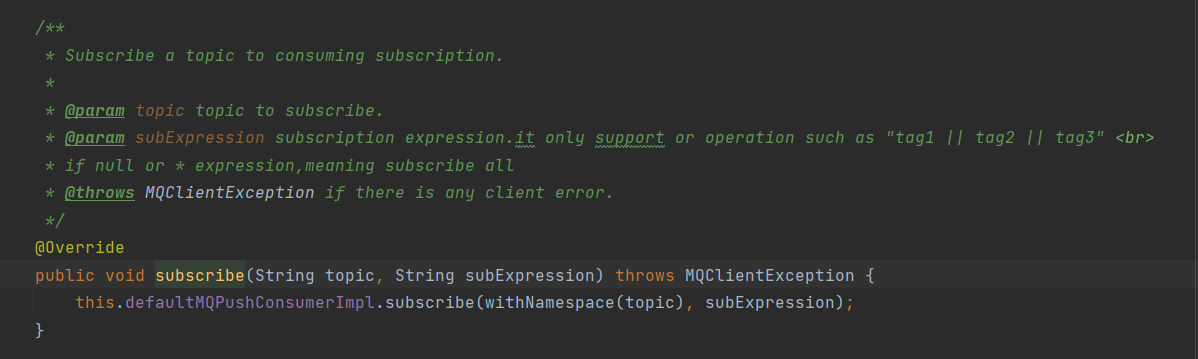 /**
* Subscribe a topic to consuming subscription.
*
* @param topic topic to subscribe.
* @param subExpression subscription expression.it only support or operation such as "tag1 || tag2 || tag3" <br>
* if null or * expression,meaning subscribe all
* @throws MQClientException if there is any client error.
*/
@Override
public void subscribe(String topic, String subExpression) throws MQClientException {
this.defaultMQPushConsumerImpl.subscribe(withNamespace(topic), subExpression);
}